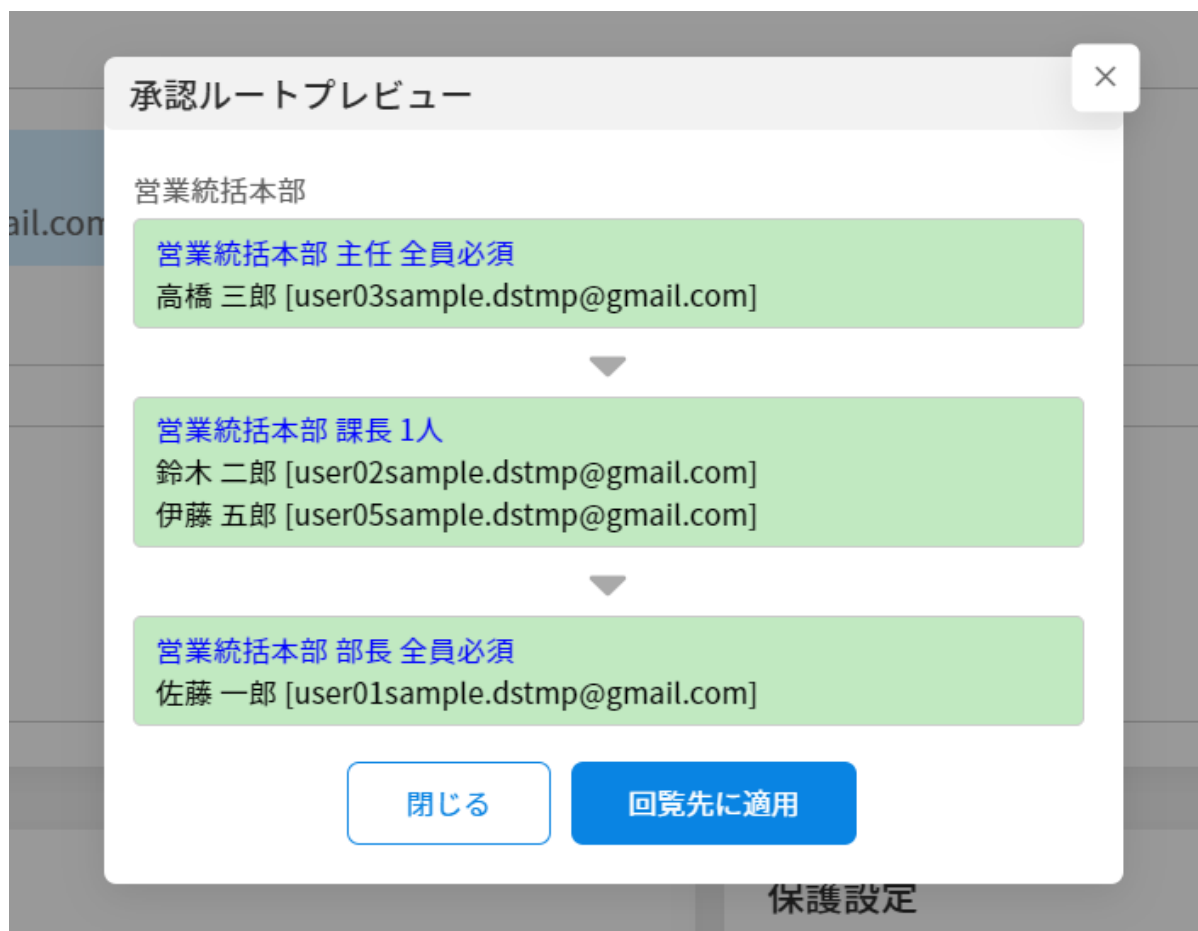 承認ルートプレビュー
×
営業統括本部
ail.com
営業統括本部 主任 全員必須
高橋 三郎 [user03sample.dstmp@gmail.com]
営業統括本部 課長 1人
鈴木 二郎 [user02sample.dstmp@gmail.com]
伊藤 五郎 [user05sample.dstmp@gmail.com]
営業統括本部 部長 全員必須
佐藤 一郎 [user01sample.dstmp@gmail.com]
閉じる
回覧先に適用
保護設定